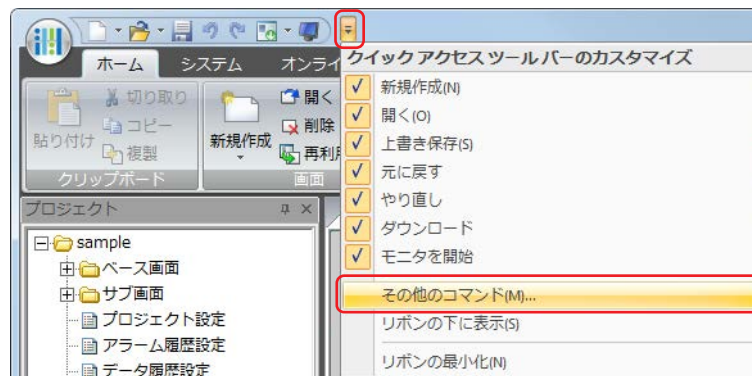 ホーム
システム
オンライ
クイック アクセス ツール バーのカスタマイズ
貼り付け
切り取り
コピー
複製
クリップボード
新規作成
開く
削除
再利用
画面
新規作成(N)
開く(O)
上書き保存(S)
元に戻す
やり直し
ダウンロード
モニタを開始
その他のコマンド(M)...
リボンの下に表示(S)
リボンの最小化(N)
プロジェクト
sample
ベース画面
サブ画面
プロジェクト設定
アラーム履歴設定
データ履歴設定